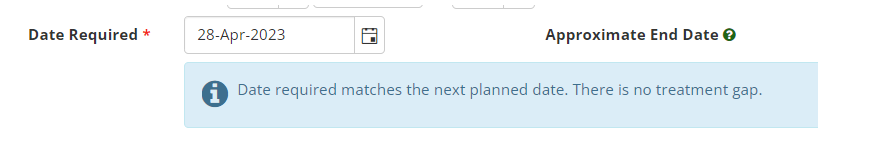 Date Required * 28-Apr-2023 Approximate End Date
Date required matches the next planned date. There is no treatment gap.